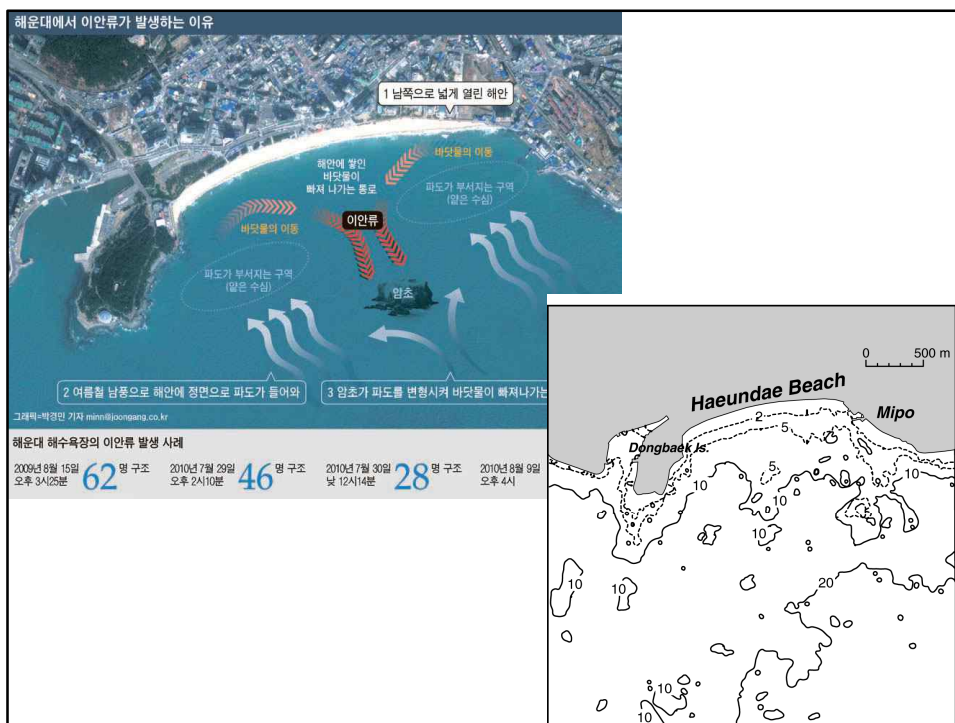 해운대에서 이안류가 발생하는 이유
1 남쪽으로 넓게 열린 해안
바닷물의 이동
해안에 쌓인
바닷물이
빠져 나가는 통로
파도가 부서지는 구역
(얕은 수심)
이안류
바닷물의 이동
파도가 부서지는 구역
(얕은 수심)
암초
2 여름철 남풍으로 해안에 정면으로 파도가 들어와
3 암초가 파도를 변형시켜 바닷물이 빠져나가는
그래픽=박경민 기자 minn@joongang.co.kr
해운대 해수욕장의 이안류 발생 사례
2009년 8월 15일
오후 3시25분
62명 구조
2010년 7월 29일
오후 2시10분
46명 구조
2010년 7월 30일
낮 12시14분
28명 구조
2010년 8월 9일
오후 4시
0 500 m
Haeundae Beach
Mipo
Dongbaek Is.
2
5
5
10
10
10
10
5
10
10
10
20
10
10